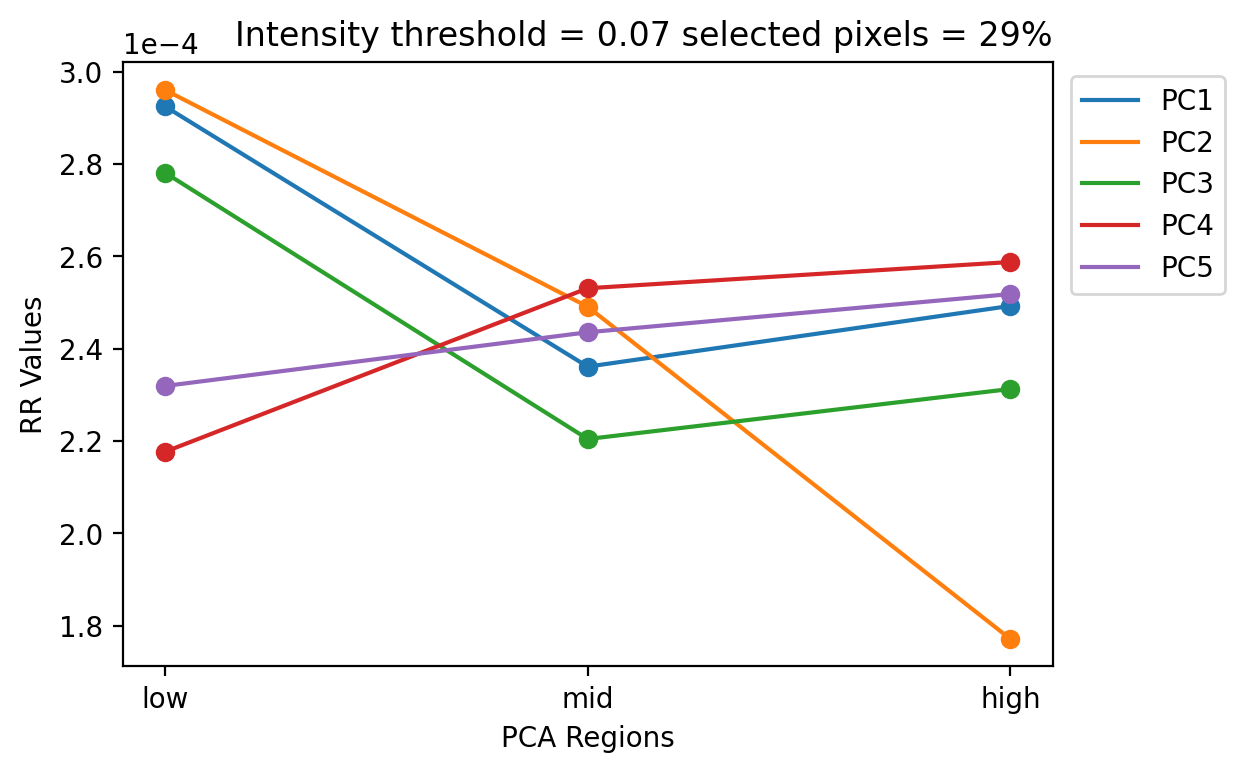 Intensity threshold = 0.07 selected pixels = 29%
1e−4
3.0
2.8
2.6
2.4
2.2
2.0
1.8
RR Values
low
mid
high
PCA Regions
PC1
PC2
PC3
PC4
PC5